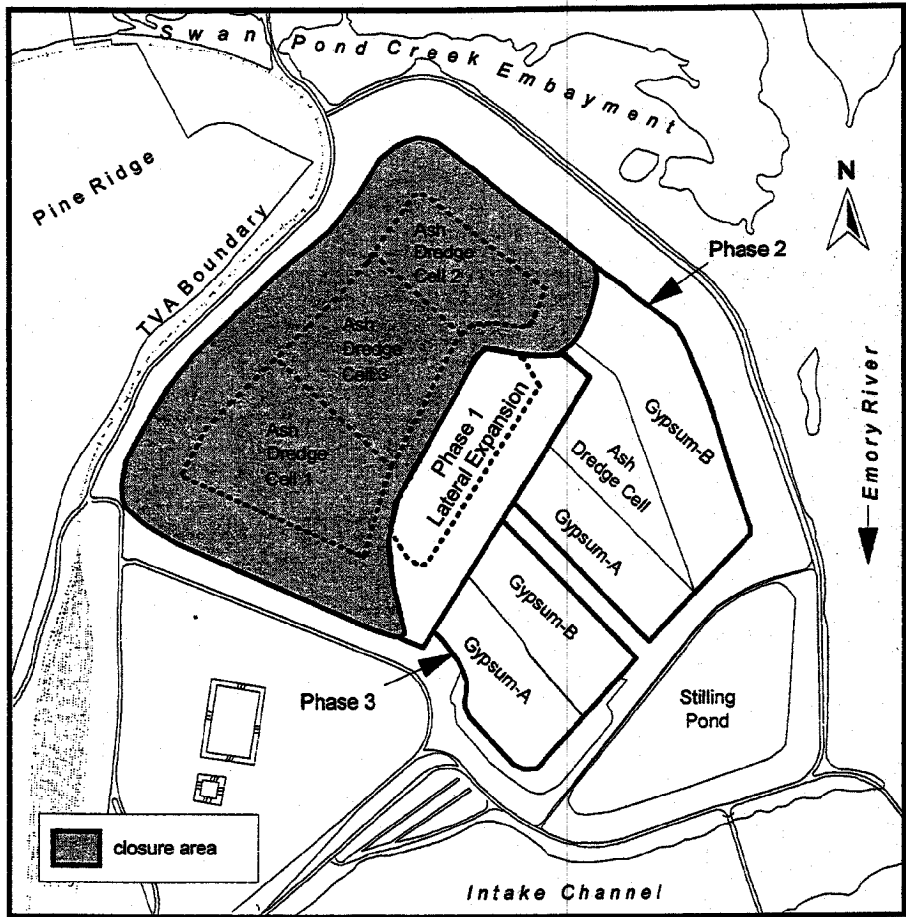 Swan Pond Creek Embayment
Pine Ridge
TVA Boundary
N
Ash
Dredge
Cell 2
Phase 2
Ash
Dredge
Cell 3
Emory River
Gypsum-B
Phase 1
Lateral Expansion
Ash
Dredge Cell
Ash
Dredge
Cell 1
Gypsum-A
Gypsum-B
Gypsum-A
Phase 3
Stilling
Pond
closure area
Intake Channel